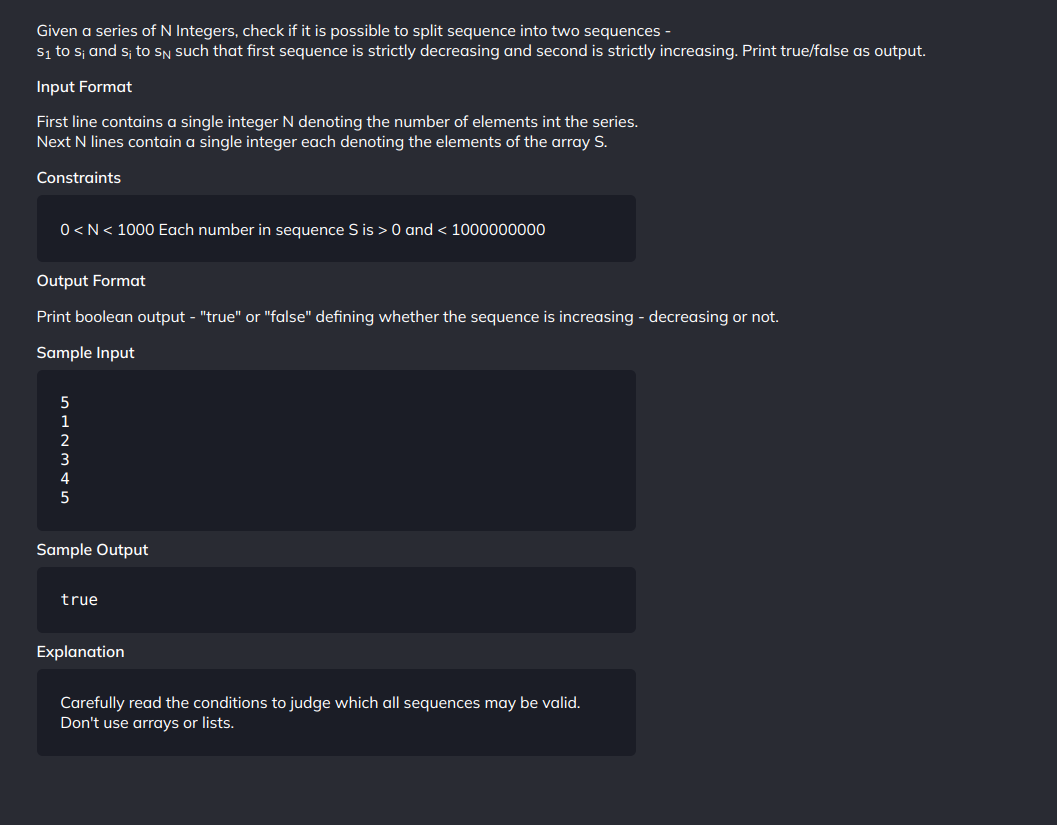 Given a series of N Integers, check if it is possible to split sequence into two sequences -
s1 to si and si to sN such that first sequence is strictly decreasing and second is strictly increasing. Print true/false as output.
Input Format
First line contains a single integer N denoting the number of elements int the series.
Next N lines contain a single integer each denoting the elements of the array S.
Constraints
0 < N < 1000 Each number in sequence S is > 0 and < 1000000000
Output Format
Print boolean output - "true" or "false" defining whether the sequence is increasing - decreasing or not.
Sample Input
5
1
2
3
4
5
Sample Output
true
Explanation
Carefully read the conditions to judge which all sequences may be valid.
Don't use arrays or lists.